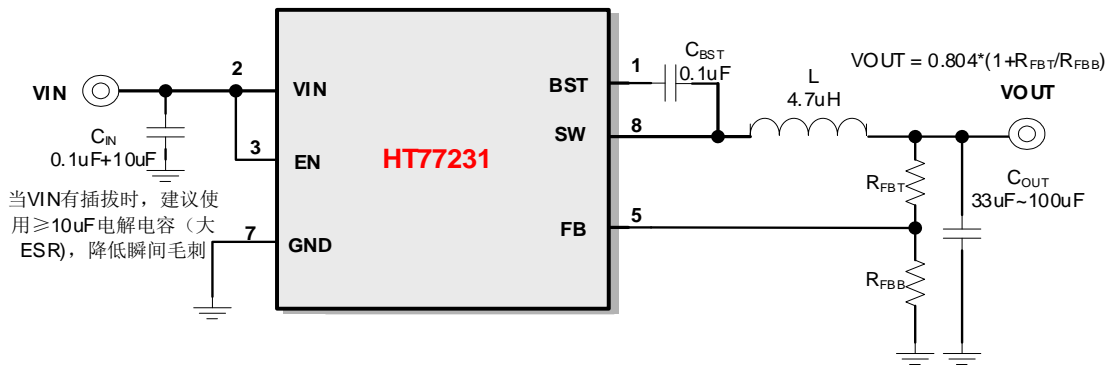 VOUT = 0.804*(1+RFBT/RFBB)
CBST
0.1uF
1
L
4.7uH
VOUT
VIN
2
VIN
BST
CIN
0.1uF+10uF
3
EN
HT77231
SW
8
RFBT
COUT
33uF~100uF
当VIN有插拔时，建议使
用≥10uF电解电容（大
ESR)，降低瞬间毛刺
7
GND
FB
5
RFBB